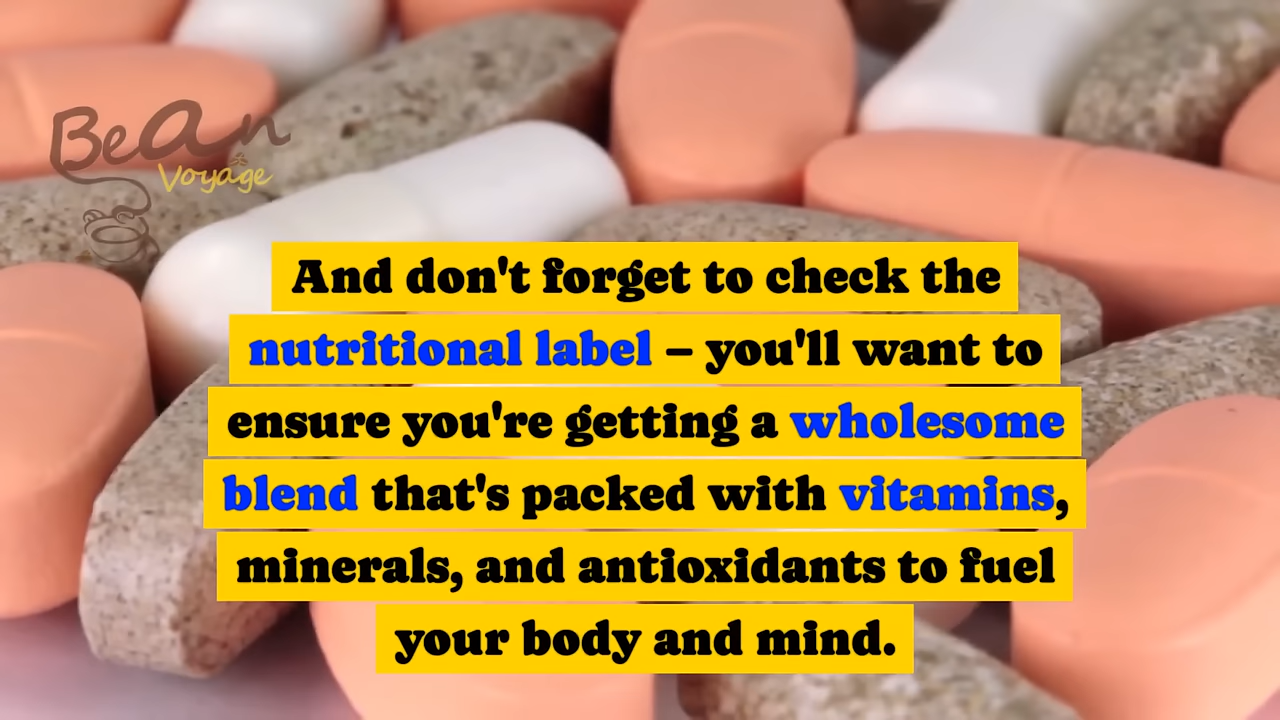 Bean
Voyage
And don't forget to check the
nutritional label – you'll want to
ensure you're getting a wholesome
blend that's packed with vitamins,
minerals, and antioxidants to fuel
your body and mind.